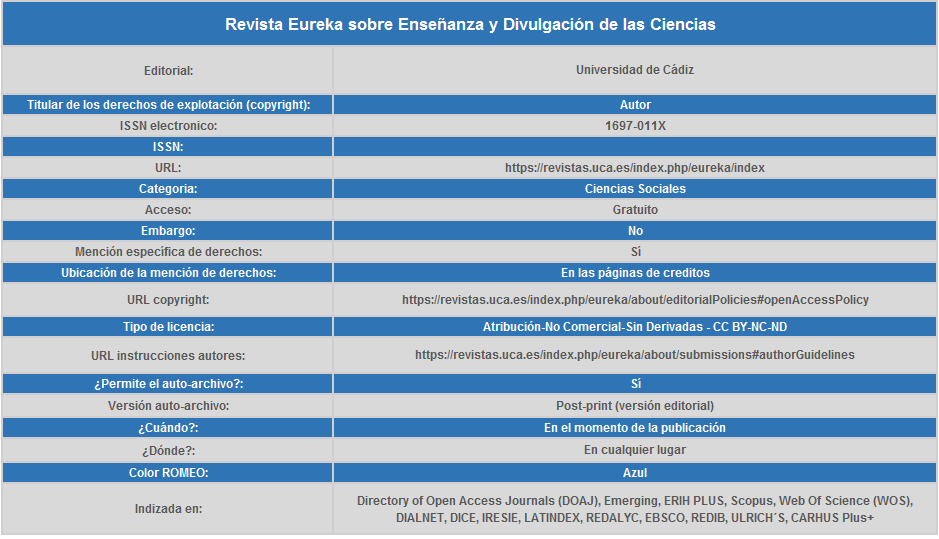 Revista Eureka sobre Enseñanza y Divulgación de las Ciencias
Editorial: Universidad de Cádiz
Titular de los derechos de explotación (copyright): Autor
ISSN electronico: 1697-011X
ISSN:
URL: https://revistas.uca.es/index.php/eureka/index
Categoria: Ciencias Sociales
Acceso: Gratuito
Embargo: No
Mención específica de derechos: Sí
Ubicación de la mención de derechos: En las páginas de creditos
URL copyright: https://revistas.uca.es/index.php/eureka/about/editorialPolicies#openAccessPolicy
Tipo de licencia: Atribución-No Comercial-Sin Derivadas - CC BY-NC-ND
URL instrucciones autores: https://revistas.uca.es/index.php/eureka/about/submissions#authorGuidelines
¿Permite el auto-archivo?: Sí
Versión auto-archivo: Post-print (versión editorial)
¿Cuándo?: En el momento de la publicación
¿Dónde?: En cualquier lugar
Color ROMEO: Azul
Indizada en: Directory of Open Access Journals (DOAJ), Emerging, ERIH PLUS, Scopus, Web Of Science (WOS),
DIALNET, DICE, IRESIE, LATINDEX, REDALYC, EBSCO, REDIB, ULRICH´S, CARHUS Plus+